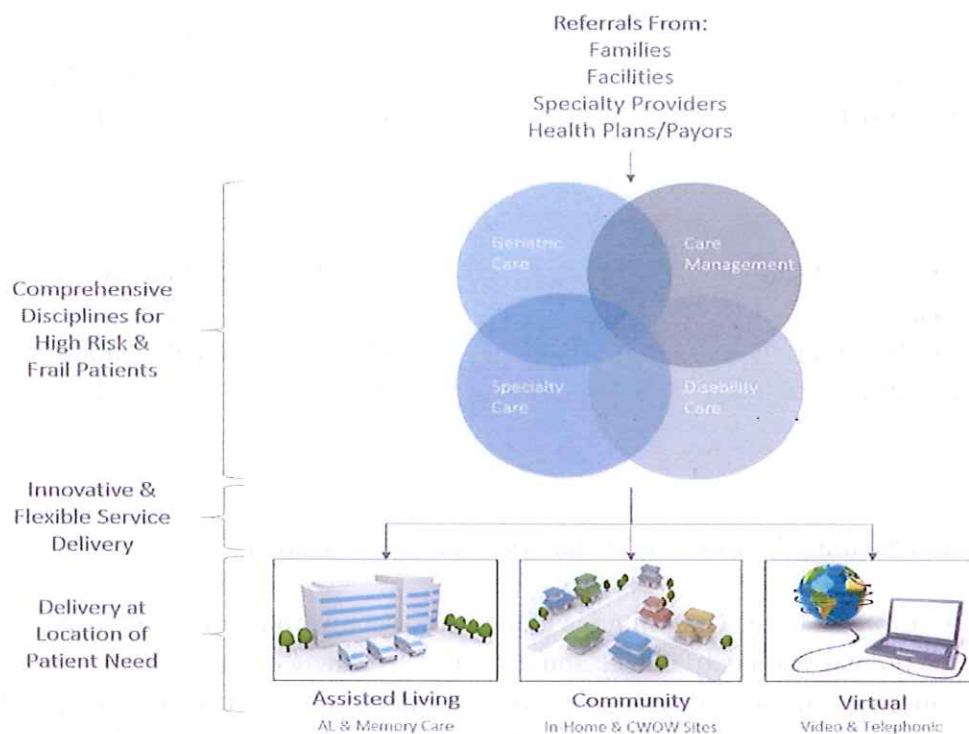 Referrals From:
Families
Facilities
Specialty Providers
Health Plans/Payors
Geriatric
Care
Care
Management
Specialty
Care
Disability
Care
Comprehensive
Disciplines for
High Risk &
Frail Patients
Innovative &
Flexible Service
Delivery
Delivery at
Location of
Patient Need
Assisted Living
AL & Memory Care
Community
In-Home & CWOW Sites
Virtual
Video & Telephonic